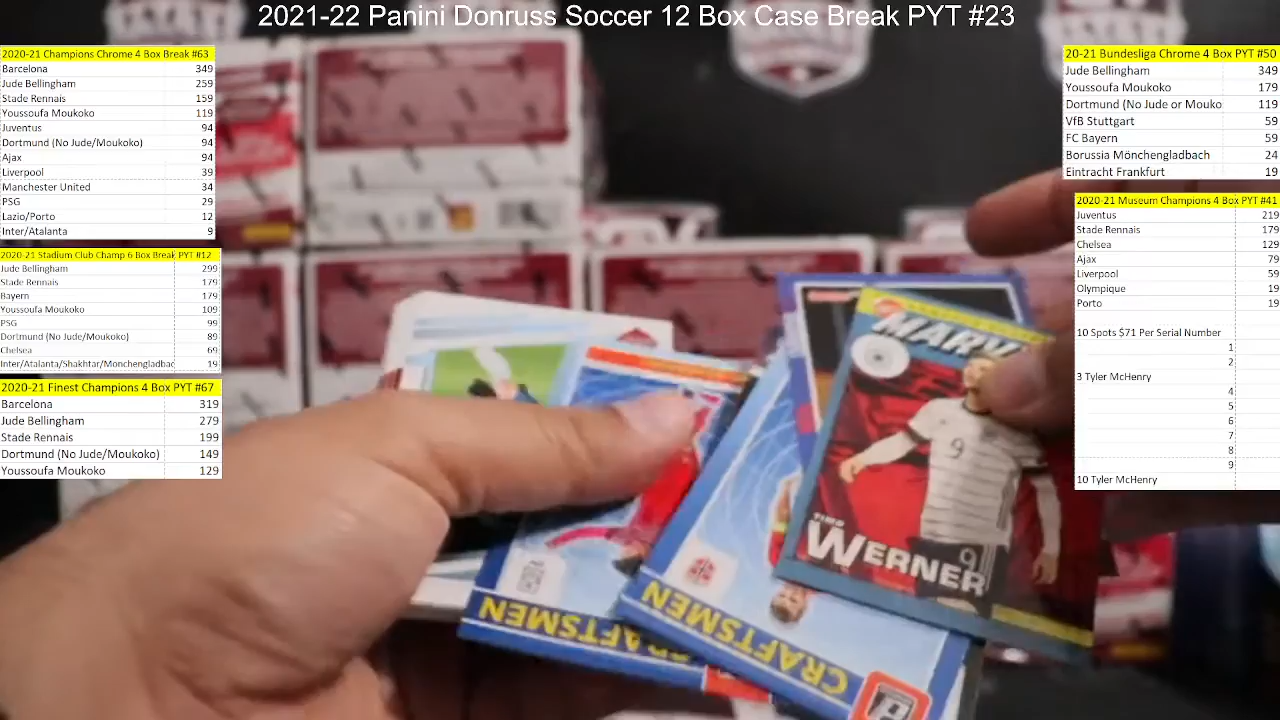 2021-22 Panini Donruss Soccer 12 Box Case Break PYT #23
2020-21 Champions Chrome 4 Box Break #63
Barcelona 349
Jude Bellingham 259
Stade Rennais 159
Youssoufa Moukoko 119
Juventus 94
Dortmund (No Jude/Moukoko) 94
Ajax 94
Liverpool 39
Manchester United 34
PSG 29
Lazio/Porto 12
Inter/Atalanta 9
2020-21 Stadium Club Champ 6 Box Break PYT #12
Jude Bellingham 299
Stade Rennais 179
Bayern 179
Youssoufa Moukoko 109
PSG 99
Dortmund (No Jude/Moukoko) 89
Chelsea 69
Inter/Atalanta/Shakhtar/Monchengladbac 19
2020-21 Finest Champions 4 Box PYT #67
Barcelona 319
Jude Bellingham 279
Stade Rennais 199
Dortmund (No Jude/Moukoko) 149
Youssoufa Moukoko 129
20-21 Bundesliga Chrome 4 Box PYT #50
Jude Bellingham 349
Youssoufa Moukoko 179
Dortmund (No Jude or Mouko 119
VfB Stuttgart 59
FC Bayern 59
Borussia Mönchengladbach 24
Eintracht Frankfurt 19
2020-21 Museum Champions 4 Box PYT #41
Juventus 219
Stade Rennais 179
Chelsea 129
Ajax 79
Liverpool 59
Olympique 19
Porto 19
10 Spots $71 Per Serial Number
1
2
3 Tyler McHenry
4
5
6
7
8
9
10 Tyler McHenry
MARV
9
TIMO
WERNER
9
CRAFTSMEN
CRAFTSMEN